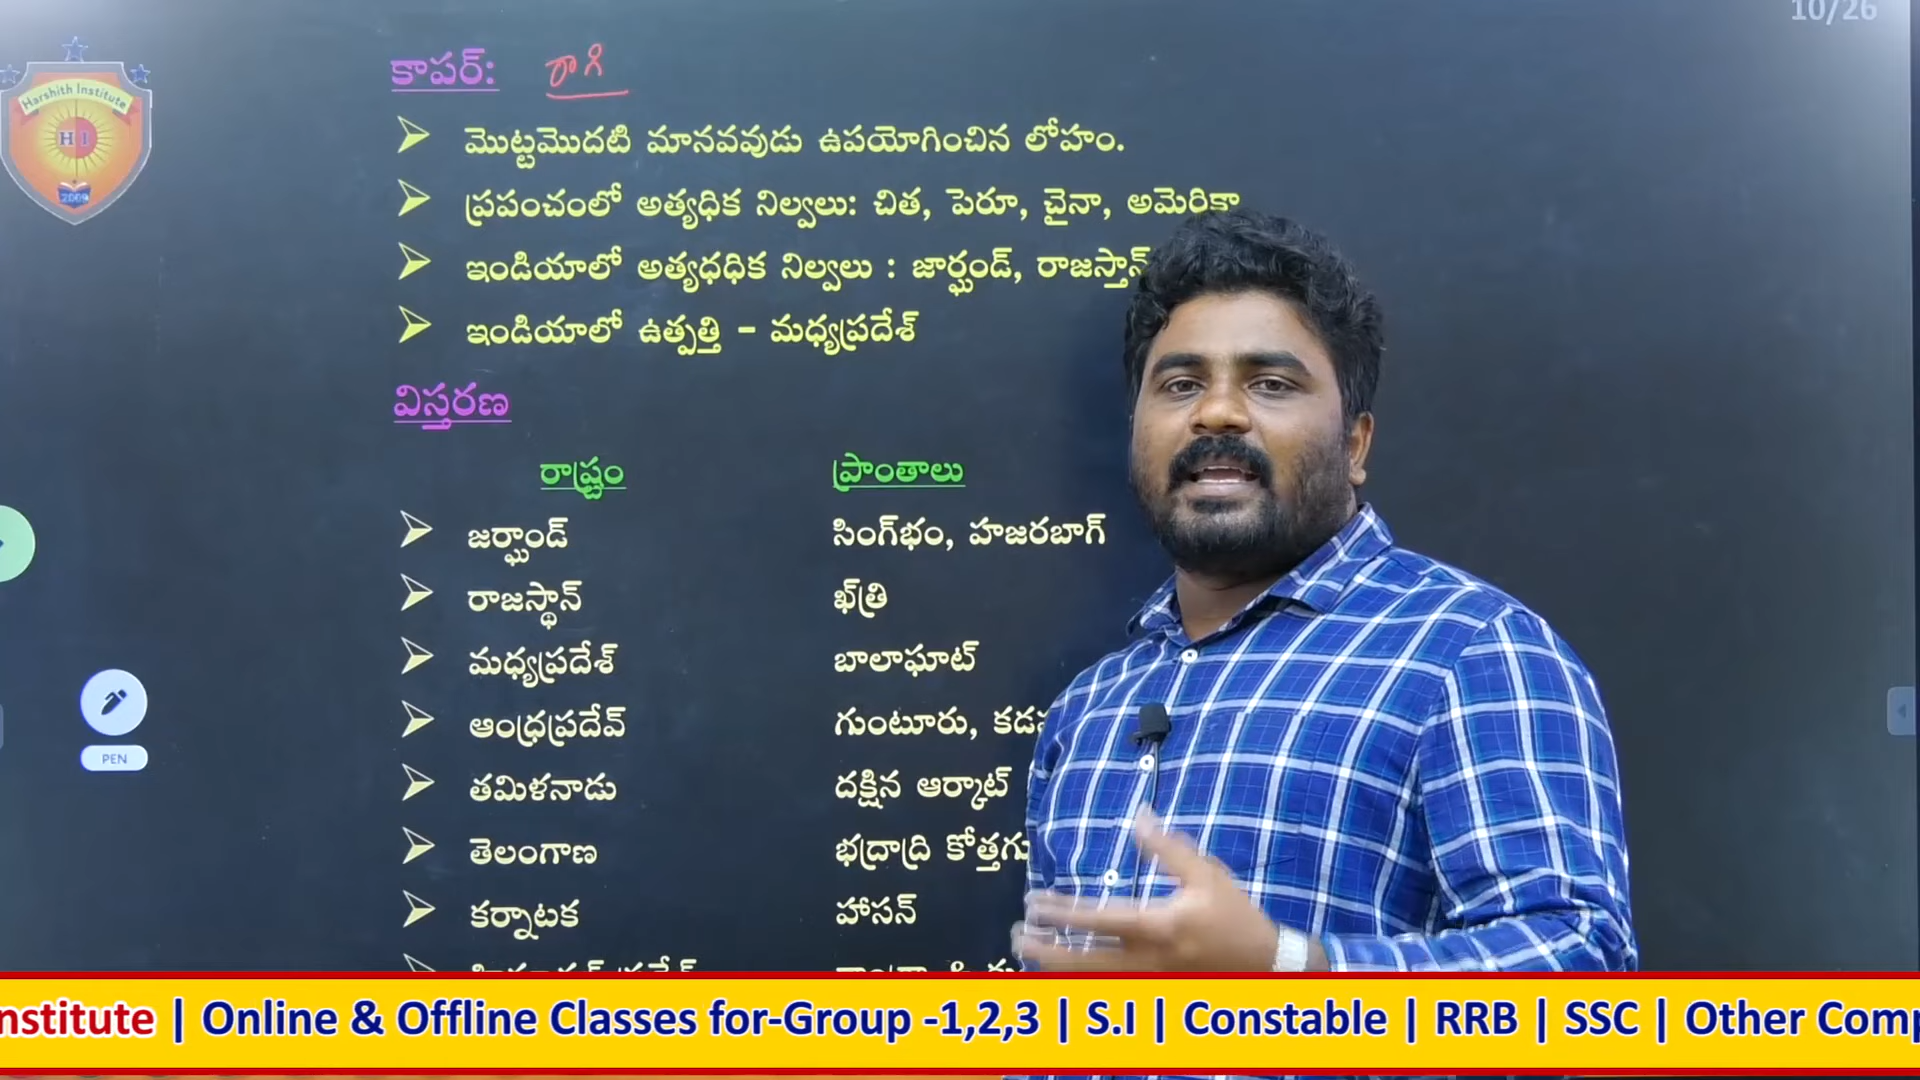 10/26
Harshith Institute
H I
2009
కాపర్: రాగి
మొట్టమొదటి మానవవుడు ఉపయోగించిన లోహం.
ప్రపంచంలో అత్యధిక నిల్వలు: చిత, పెరూ, చైనా, అమెరికా
ఇండియాలో అత్యధధిక నిల్వలు : జార్ఖండ్, రాజస్తాన్
ఇండియాలో ఉత్పత్తి – మధ్యప్రదేశ్
విస్తరణ
రాష్ట్రం ప్రాంతాలు
జర్ఖాండ్ సింగ్‌భం, హజరబాగ్
రాజస్థాన్ ఖ్‌త్రి
మధ్యప్రదేశ్ బాలాఘాట్
ఆంధ్రప్రదేవ్ గుంటూరు,
తమిళనాడు దక్షిన ఆర్కాట్
తెలంగాణ భద్రాద్రి
కర్నాటక హాసన్
PEN
nstitute | Online & Offline Classes for-Group -1,2,3 | S.I | Constable | RRB | SSC | Other Comp